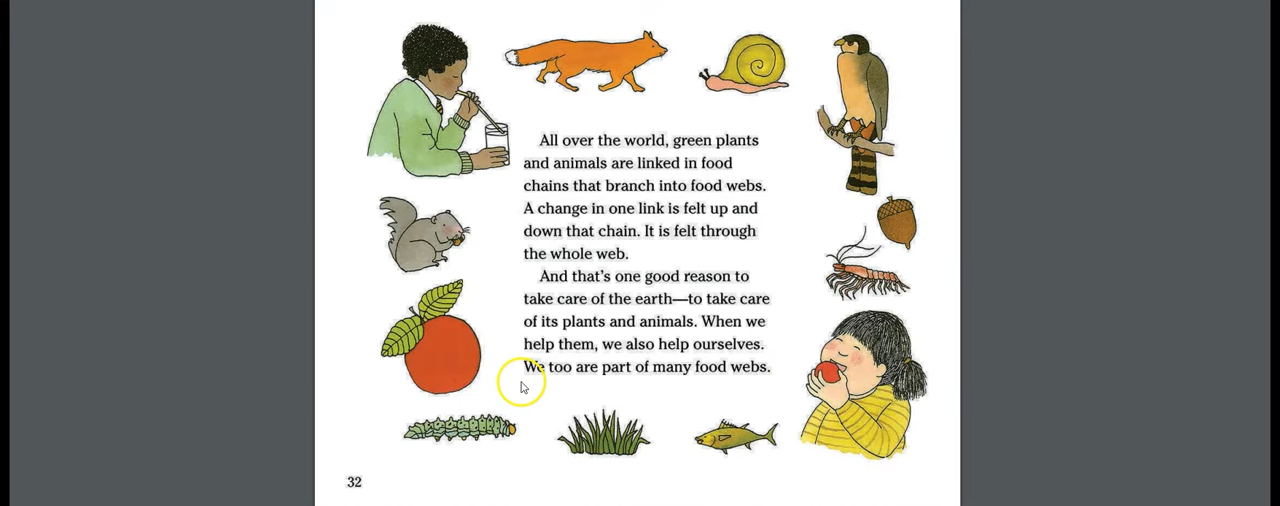 All over the world, green plants
and animals are linked in food
chains that branch into food webs.
A change in one link is felt up and
down that chain. It is felt through
the whole web.
And that's one good reason to
take care of the earth—to take care
of its plants and animals. When we
help them, we also help ourselves.
We too are part of many food webs.
32